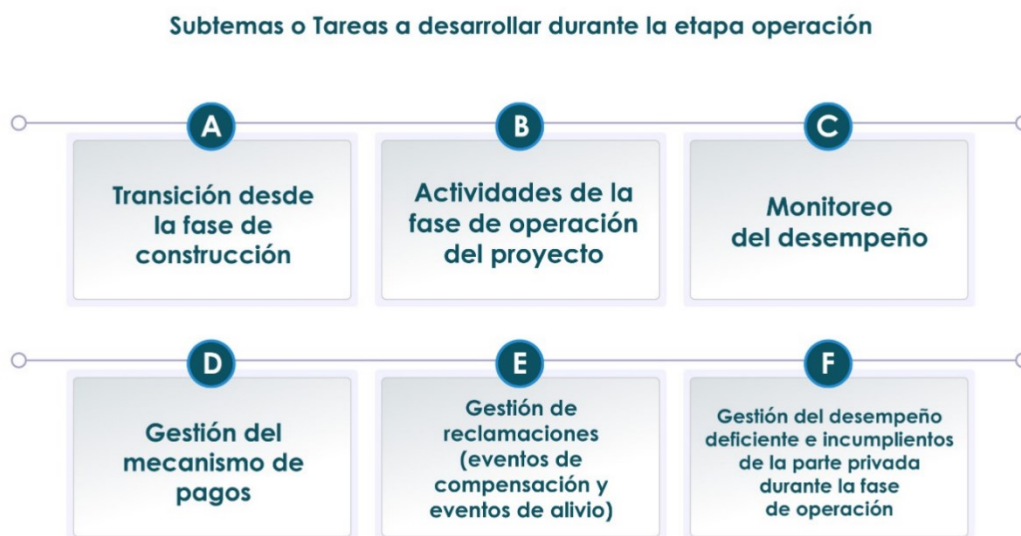 Subtemas o Tareas a desarrollar durante la etapa operación
A
B
C
Transición desde
la fase de
construcción
Actividades de la
fase de operación
del proyecto
Monitoreo
del desempeño
D
E
F
Gestión del
mecanismo de
pagos
Gestión de
reclamaciones
(eventos de
compensación y
eventos de alivio)
Gestión del desempeño
deficiente e incumplientos
de la parte privada
durante la fase
de operación